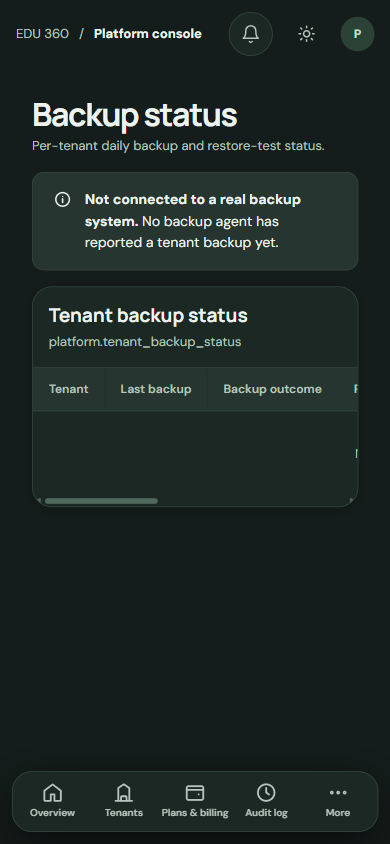 EDU 360 / Platform console
P
Backup status
Per-tenant daily backup and restore-test status.
Not connected to a real backup
system. No backup agent has
reported a tenant backup yet.
Tenant backup status
platform.tenant_backup_status
Tenant Last backup Backup outcome
Overview Tenants Plans & billing Audit log More